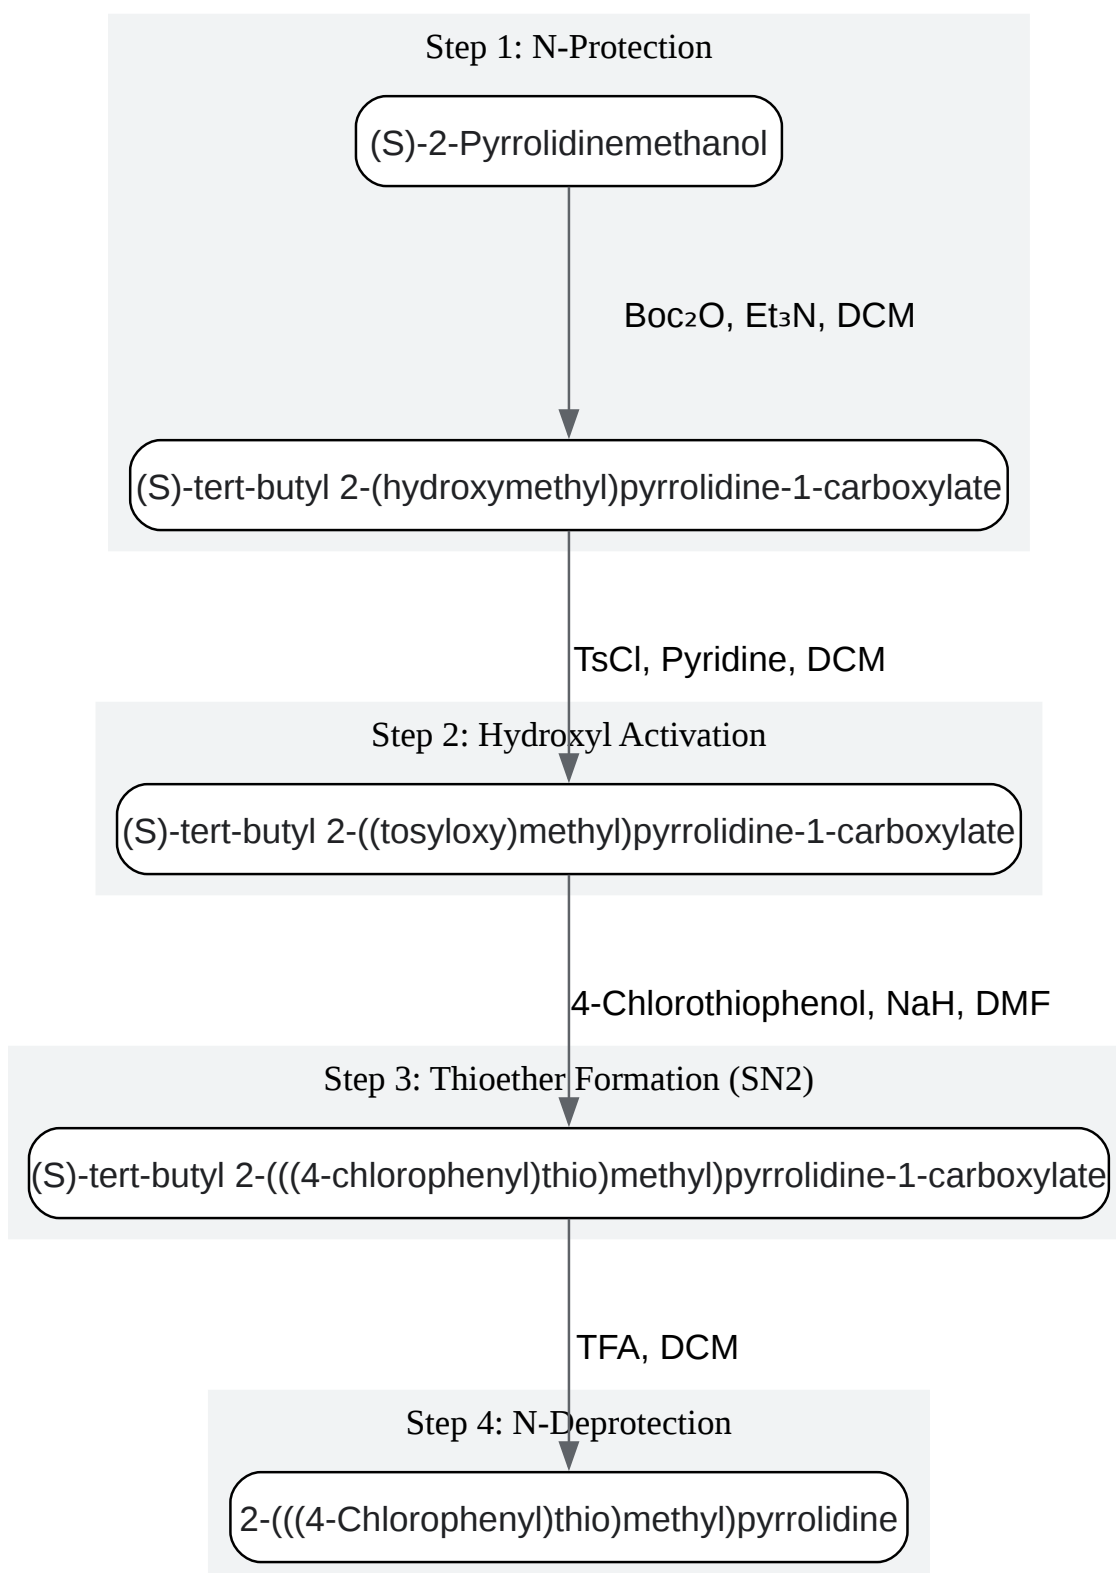 Step 1: N-Protection
(S)-2-Pyrrolidinemethanol
Boc₂O, Et₃N, DCM
(S)-tert-butyl 2-(hydroxymethyl)pyrrolidine-1-carboxylate
TsCl, Pyridine, DCM
Step 2: Hydroxyl Activation
(S)-tert-butyl 2-((tosyloxy)methyl)pyrrolidine-1-carboxylate
4-Chlorothiophenol, NaH, DMF
Step 3: Thioether Formation (SN2)
(S)-tert-butyl 2-(((4-chlorophenyl)thio)methyl)pyrrolidine-1-carboxylate
TFA, DCM
Step 4: N-Deprotection
2-(((4-Chlorophenyl)thio)methyl)pyrrolidine